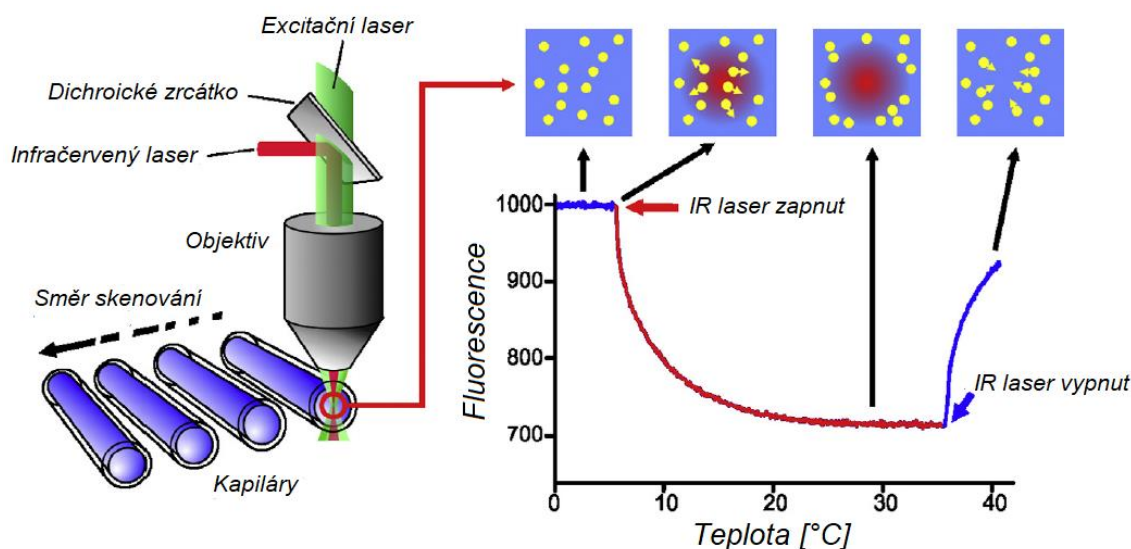 Excitační laser
Dichroické zrcátko
Infračervený laser
Objektiv
Směr skenování
Kapiláry
1000
900
800
700
Fluorescence
IR laser zapnut
IR laser vypnut
0
10
20
30
40
Teplota [°C]